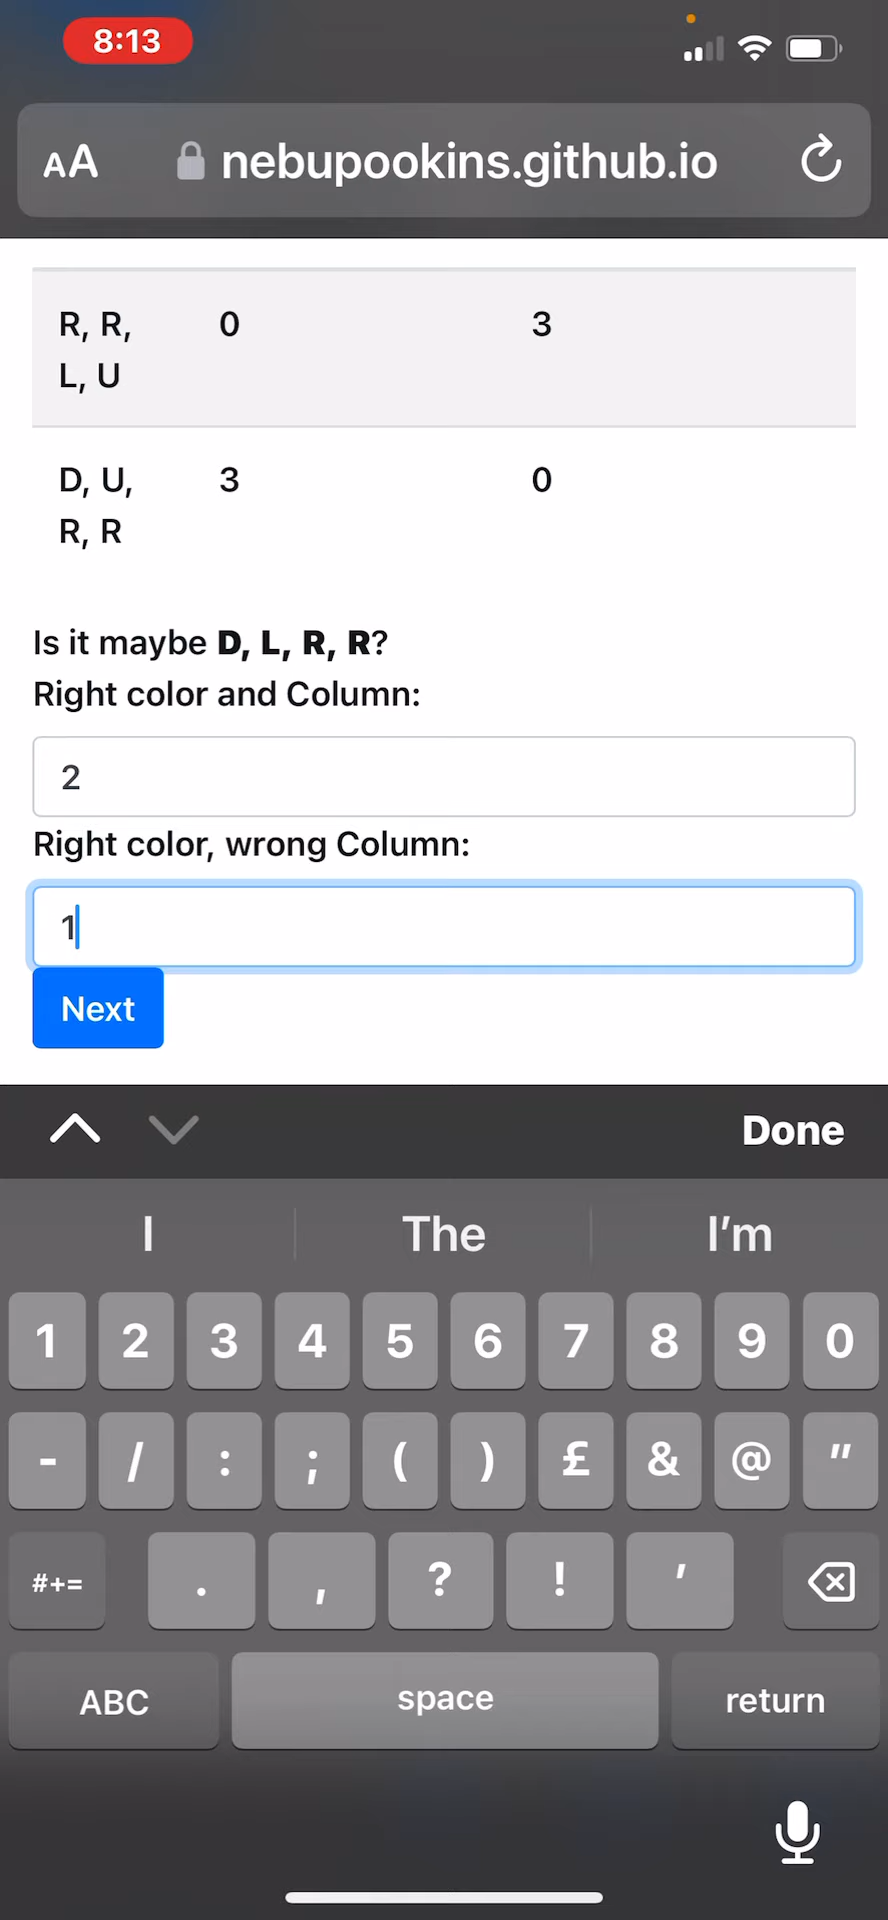 8:13
AA nebupookins.github.io
R, R, 0 3
L, U
D, U, 3 0
R, R
Is it maybe D, L, R, R?
Right color and Column:
2
Right color, wrong Column:
1
Next
Done
I The I’m
1 2 3 4 5 6 7 8 9 0
- / : ; ( ) £ & @ "
#+= . , ? ! '
ABC space return